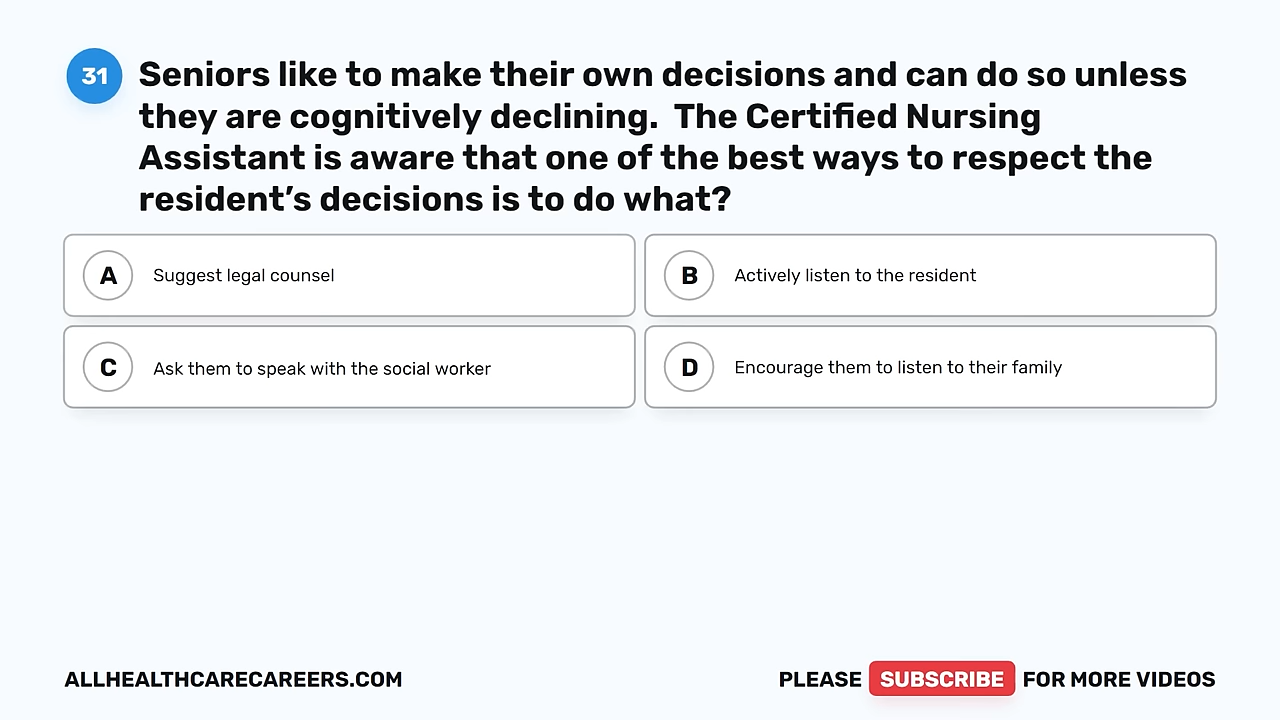 31
Seniors like to make their own decisions and can do so unless
they are cognitively declining.  The Certified Nursing
Assistant is aware that one of the best ways to respect the
resident’s decisions is to do what?
A Suggest legal counsel
B Actively listen to the resident
C Ask them to speak with the social worker
D Encourage them to listen to their family
ALLHEALTHCARECAREERS.COM
PLEASE SUBSCRIBE FOR MORE VIDEOS